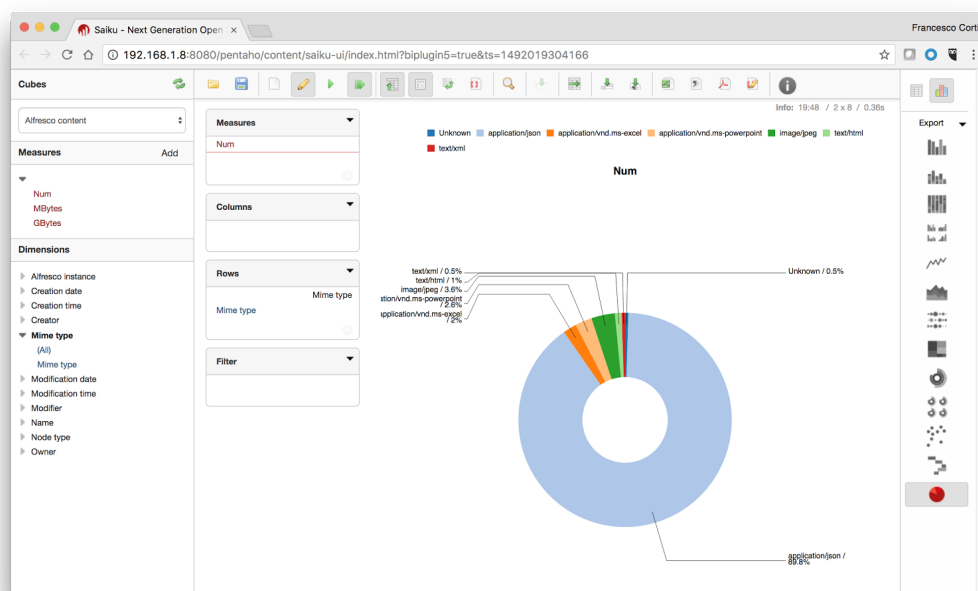 Saiku - Next Generation Open
Francesco Corti
192.168.1.8:8080/pentaho/content/saiku-ui/index.html?biplugin5=true&ts=1492019304166
Cubes
Alfresco content
Measures
Add
Num
MBytes
GBytes
Dimensions
Alfresco instance
Creation date
Creation time
Creator
Mime type
(All)
Mime type
Modification date
Modification time
Modifier
Name
Node type
Owner
Measures
Num
Columns
Rows
Mime type
Mime type
Filter
Info: 19:48 / 2 x 8 / 0.36s
Unknown application/json application/vnd.ms-excel application/vnd.ms-powerpoint image/jpeg text/html
text/xml
Num
text/xml / 0.5%
text/html / 1%
image/jpeg / 3.6%
ation/vnd.ms-powerpoint
/ 2.6%
application/vnd.ms-excel
/ 2%
Unknown / 0.5%
application/json /
89.8%
Export